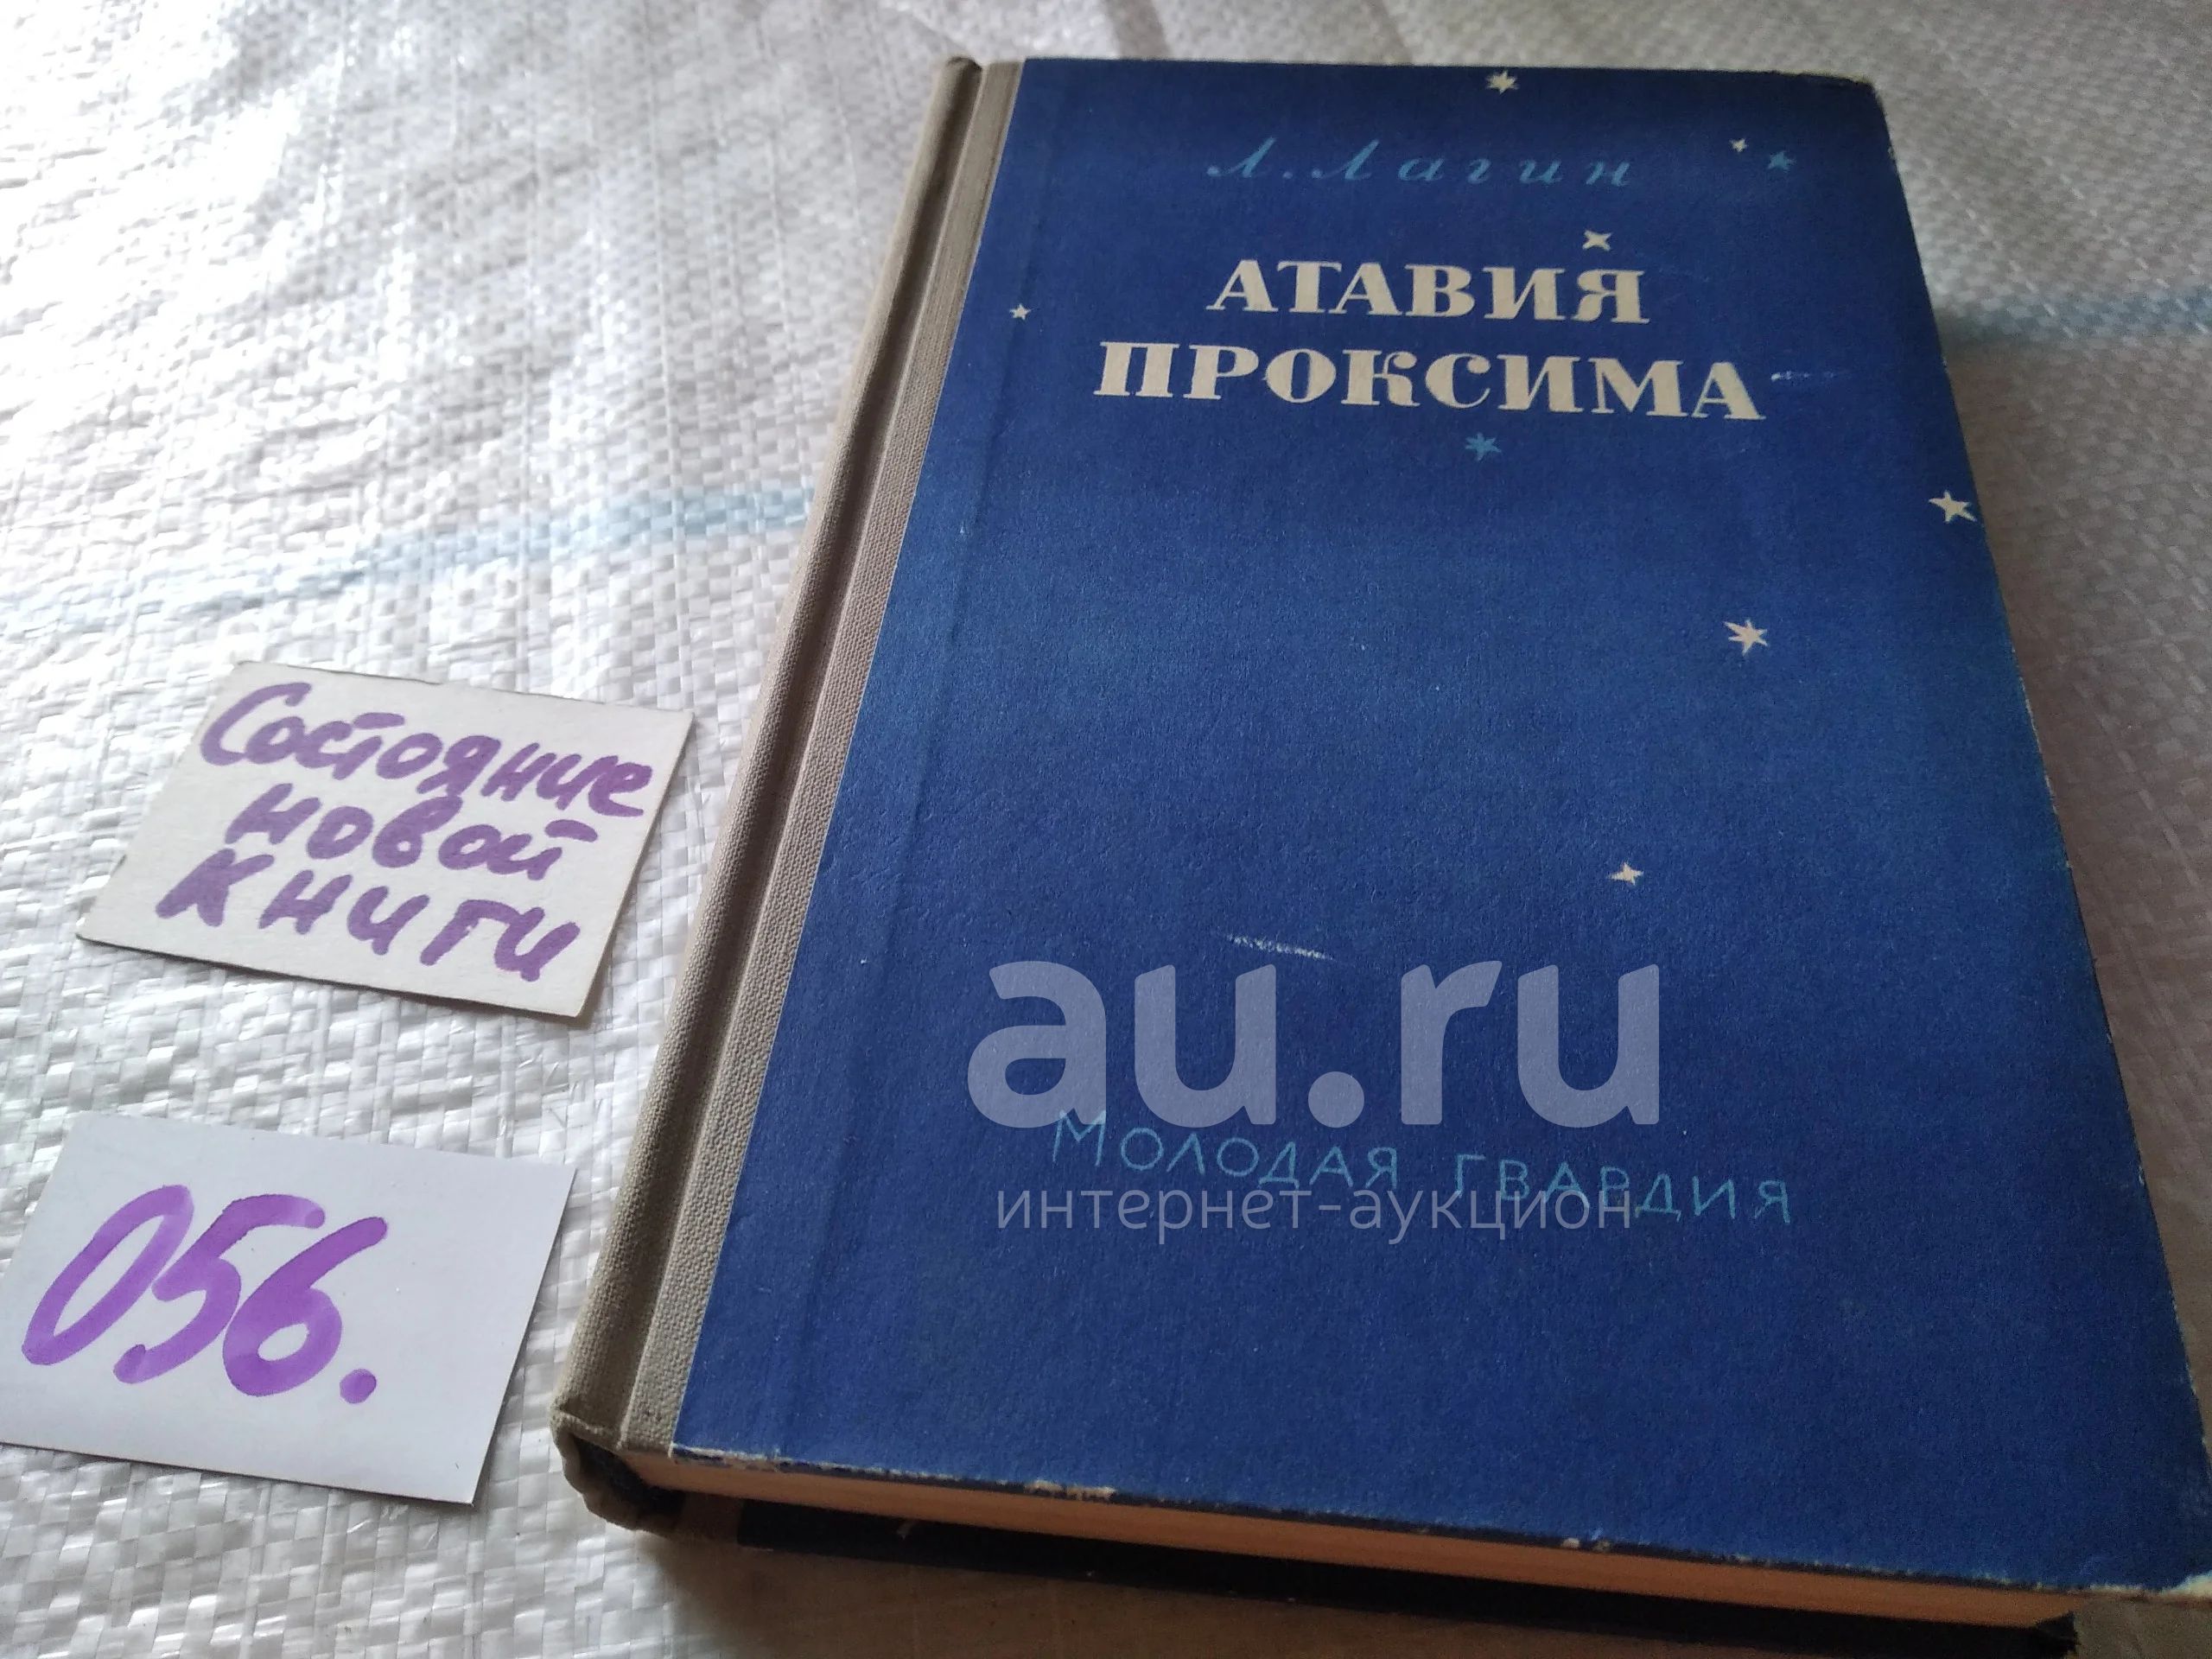 Л. Лагин
АТАВИЯ
ПРОКСИМА
Состояние
новой
книги
au.ru
Молодая гвардия
интернет-аукцион
056.